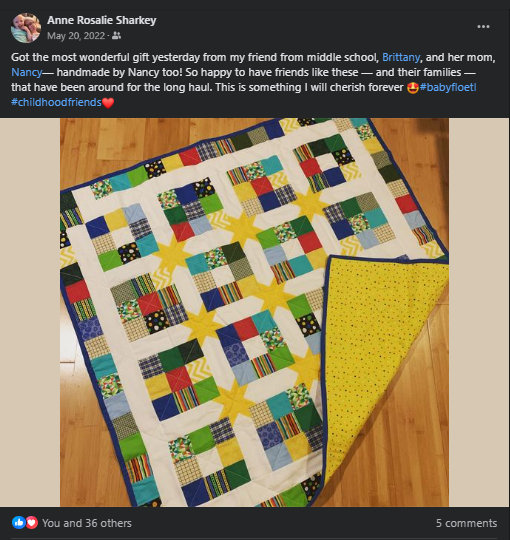 Anne Rosalie Sharkey
May 20, 2022 ·
Got the most wonderful gift yesterday from my friend from middle school, Brittany, and her mom,
Nancy— handmade by Nancy too! So happy to have friends like these — and their families —
that have been around for the long haul. This is something I will cherish forever 🤩#babyfloetl
#childhoodfriends❤️
You and 36 others
5 comments